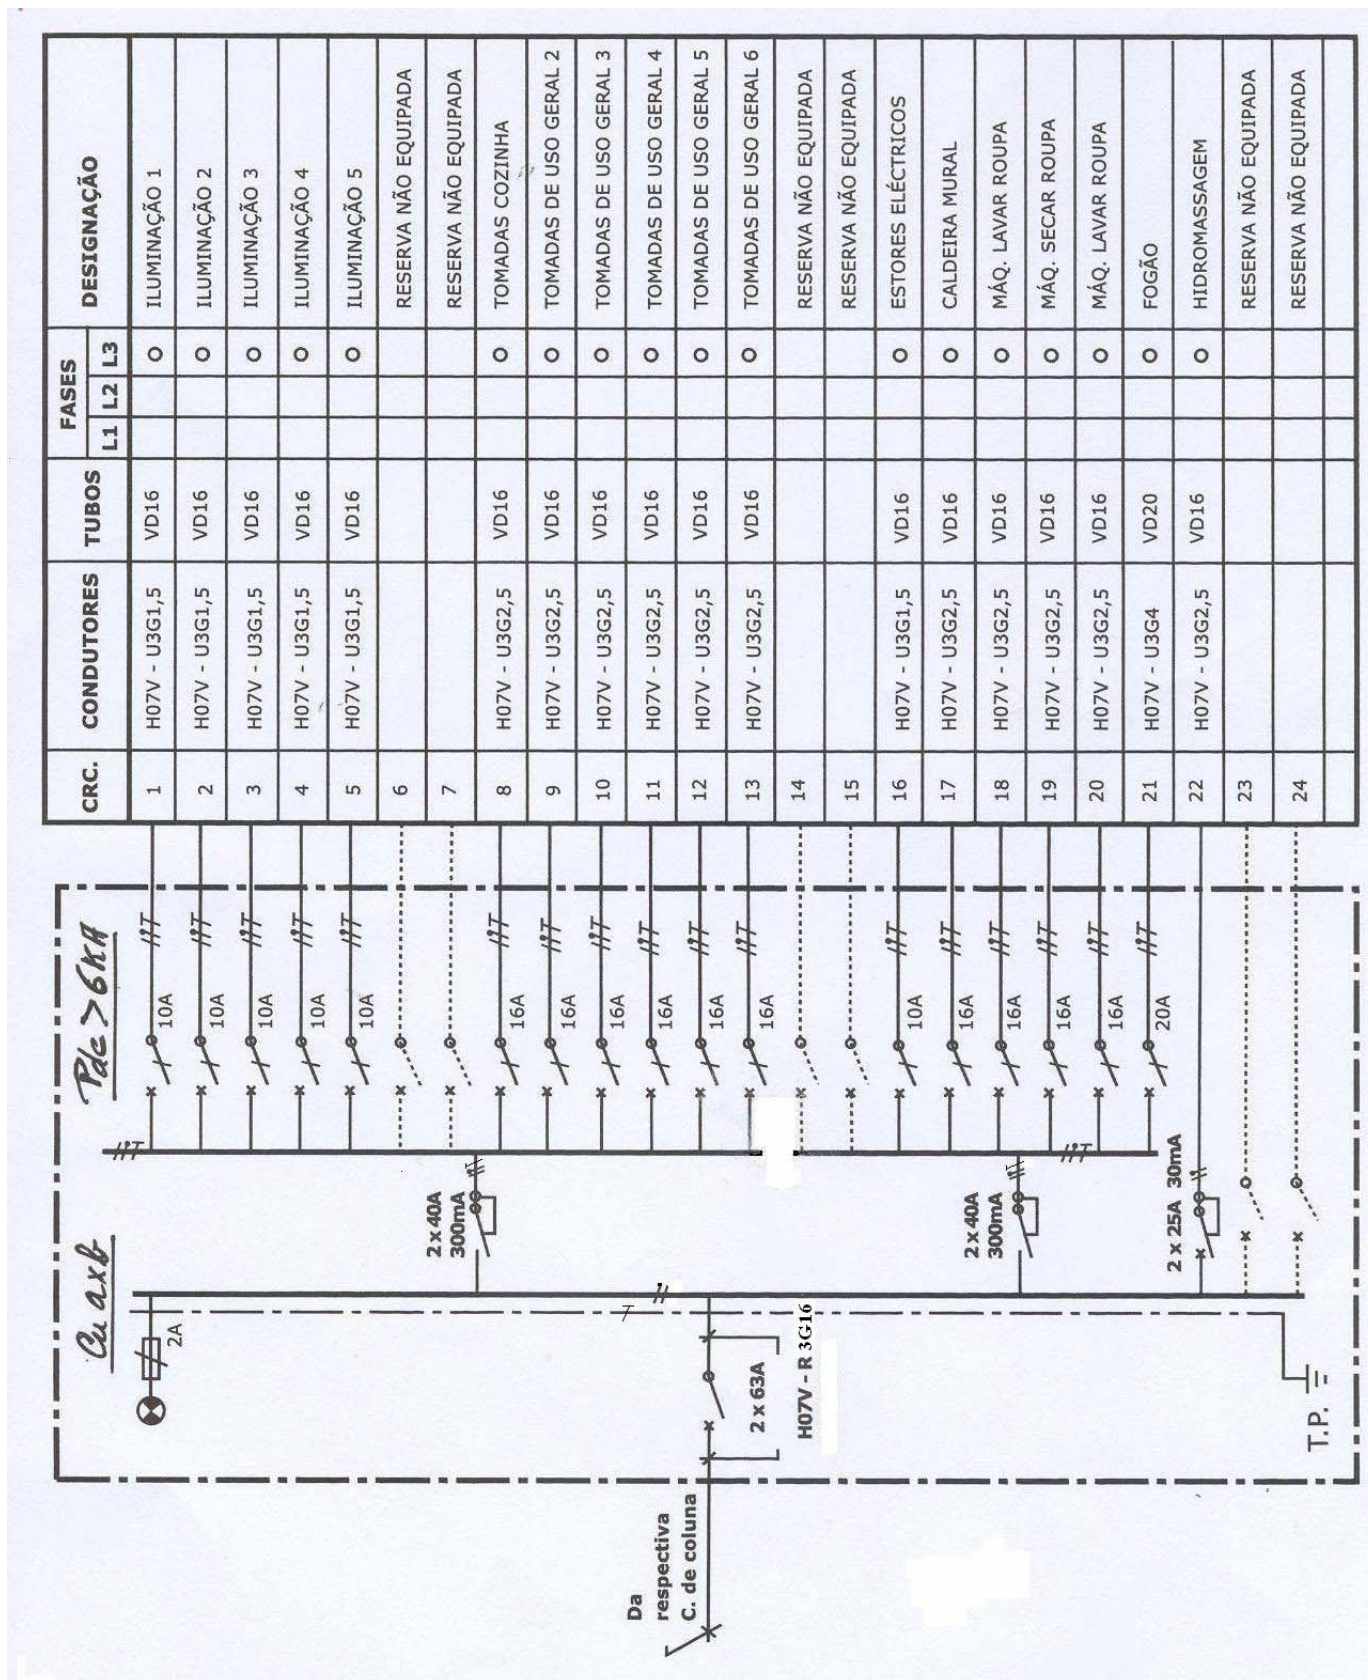 CRC. CONDUTORES TUBOS FASES DESIGNAÇÃO
L1 L2 L3
1 H07V - U3G1,5 VD16 O ILUMINAÇÃO 1
2 H07V - U3G1,5 VD16 O ILUMINAÇÃO 2
3 H07V - U3G1,5 VD16 O ILUMINAÇÃO 3
4 H07V - U3G1,5 VD16 O ILUMINAÇÃO 4
5 H07V - U3G1,5 VD16 O ILUMINAÇÃO 5
6 RESERVA NÃO EQUIPADA
7 RESERVA NÃO EQUIPADA
8 H07V - U3G2,5 VD16 O TOMADAS COZINHA
9 H07V - U3G2,5 VD16 O TOMADAS DE USO GERAL 2
10 H07V - U3G2,5 VD16 O TOMADAS DE USO GERAL 3
11 H07V - U3G2,5 VD16 O TOMADAS DE USO GERAL 4
12 H07V - U3G2,5 VD16 O TOMADAS DE USO GERAL 5
13 H07V - U3G2,5 VD16 O TOMADAS DE USO GERAL 6
14 RESERVA NÃO EQUIPADA
15 RESERVA NÃO EQUIPADA
16 H07V - U3G1,5 VD16 O ESTORES ELÉCTRICOS
17 H07V - U3G2,5 VD16 O CALDEIRA MURAL
18 H07V - U3G2,5 VD16 O MÁQ. LAVAR ROUPA
19 H07V - U3G2,5 VD16 O MÁQ. SECAR ROUPA
20 H07V - U3G2,5 VD16 O MÁQ. LAVAR ROUPA
21 H07V - U3G4 VD20 O FOGÃO
22 H07V - U3G2,5 VD16 O HIDROMASSAGEM
23 RESERVA NÃO EQUIPADA
24 RESERVA NÃO EQUIPADA
Cu axb
Pdc > 6KA
2A
T
10A T
10A T
10A T
10A T
10A T
2 x 40A
300mA
16A T
16A T
16A T
16A T
16A T
16A T
10A T
16A T
16A T
16A T
16A T
20A T
2 x 40A
300mA
T
2 x 25A 30mA
T
Da
respectiva
C. de coluna
2 x 63A
H07V - R 3G16
T.P.